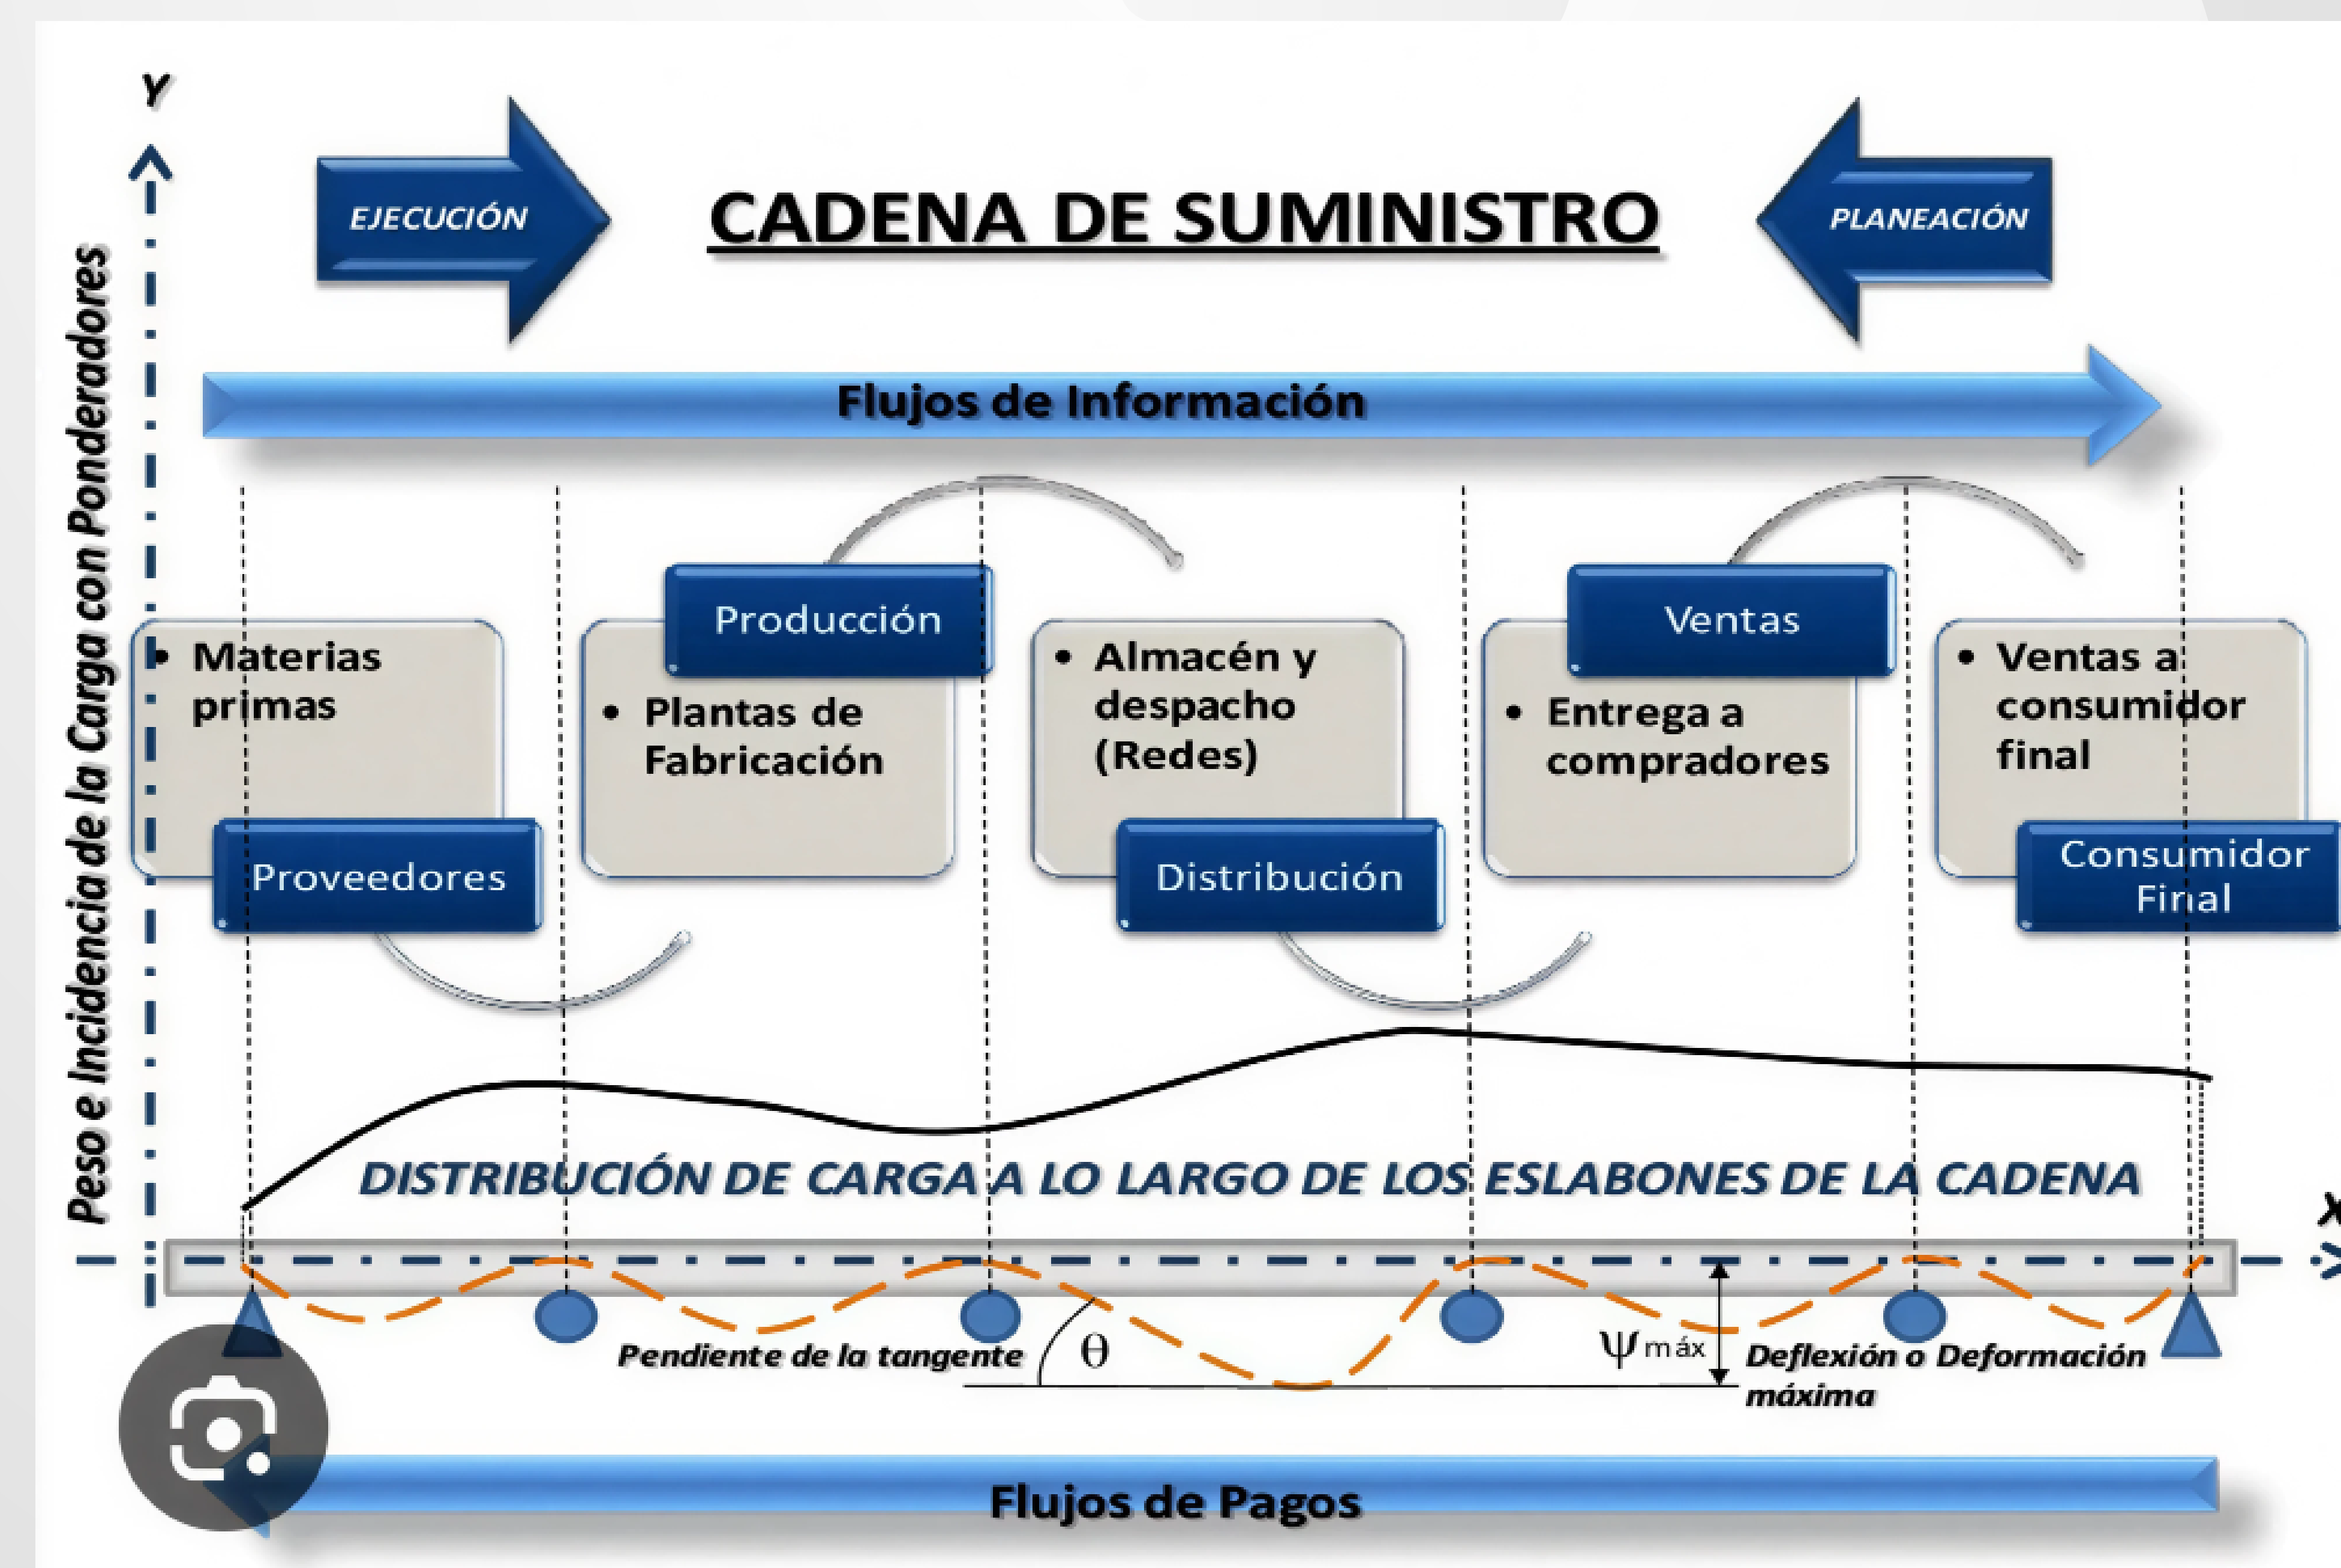 Y
EJECUCIÓN
CADENA DE SUMINISTRO
PLANEACIÓN
Peso e Incidencia de la Carga con Ponderadores
Flujos de Información
• Materias
primas
Proveedores
Producción
• Plantas de
Fabricación
• Almacén y
despacho
(Redes)
Distribución
Ventas
• Entrega a
compradores
• Ventas a
consumidor
final
Consumidor
Final
DISTRIBUCIÓN DE CARGA A LO LARGO DE LOS ESLABONES DE LA CADENA
X
Pendiente de la tangente
θ
ψmáx
Deflexión o Deformación
máxima
Flujos de Pagos